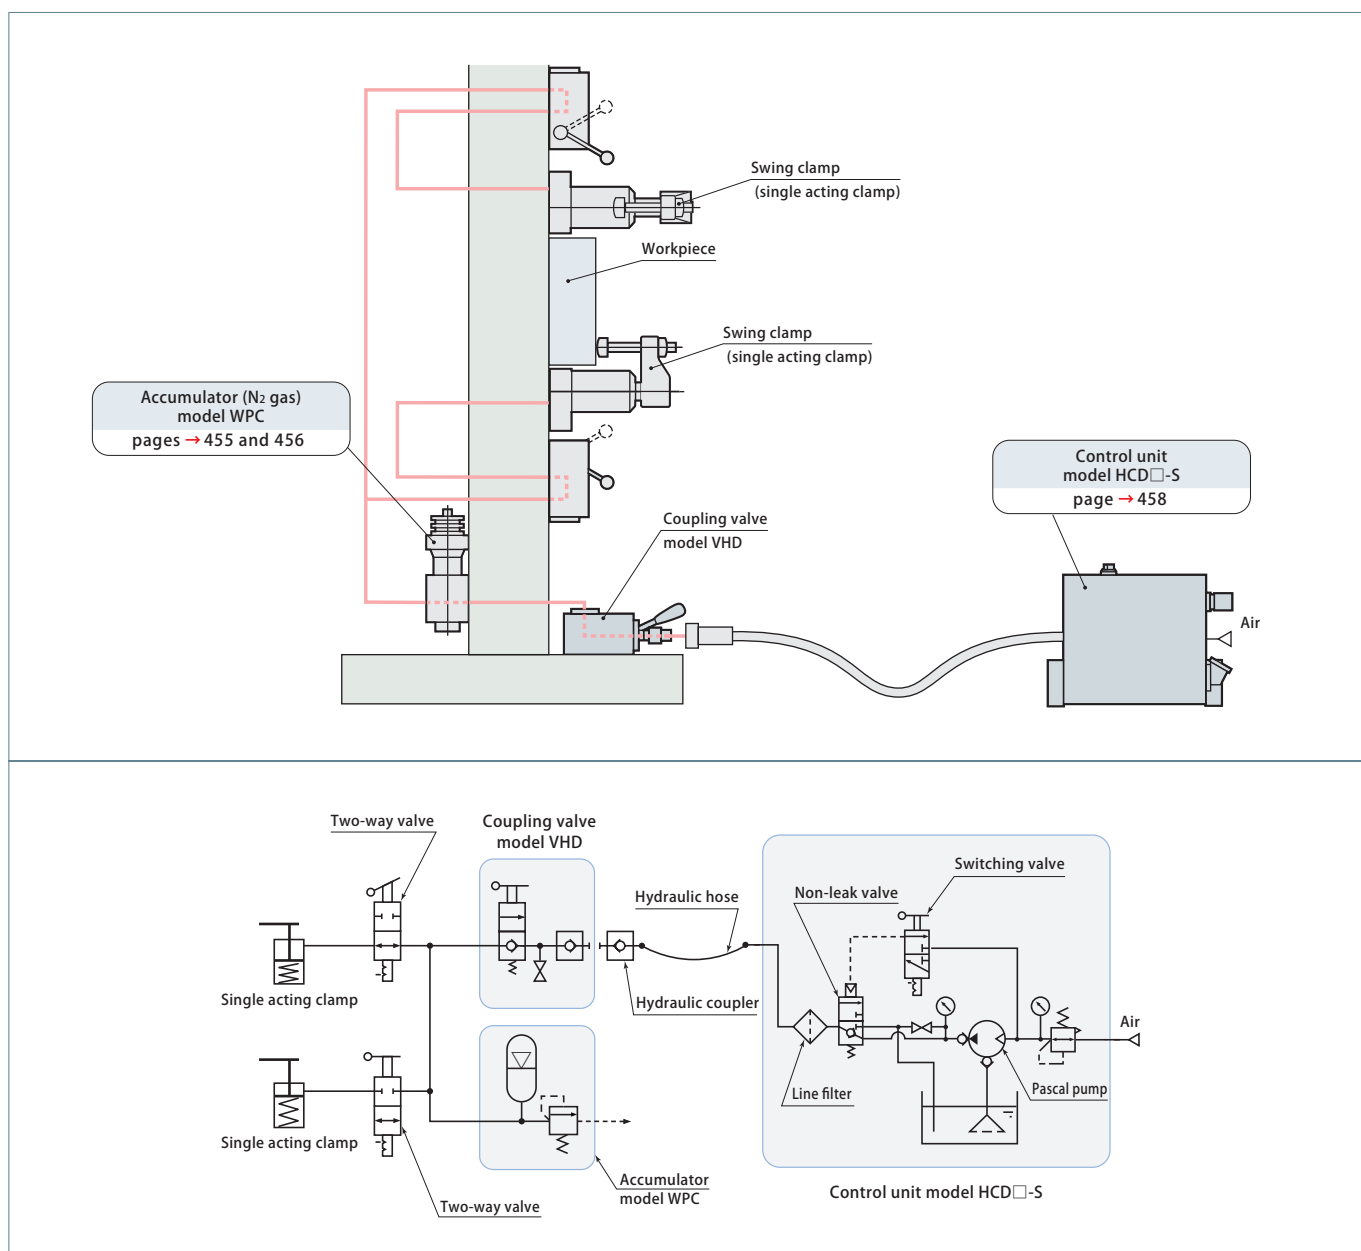 Swing clamp
(single acting clamp)
Workpiece
Swing clamp
(single acting clamp)
Accumulator (N2 gas)
model WPC
pages → 455 and 456
Control unit
model HCD□-S
page → 458
Coupling valve
model VHD
Air
Two-way valve
Coupling valve
model VHD
Switching valve
Non-leak valve
Hydraulic hose
Single acting clamp
Hydraulic coupler
Air
Line filter
Pascal pump
Single acting clamp
Accumulator
model WPC
Two-way valve
Control unit model HCD□-S